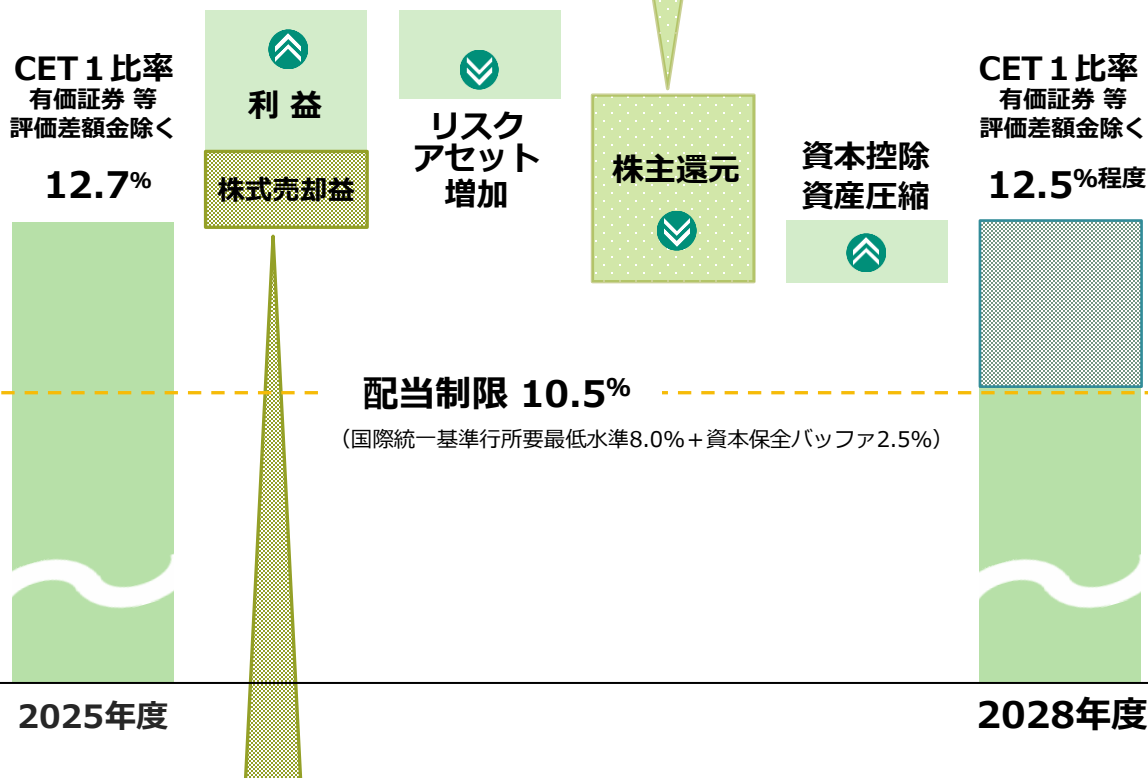 CET１比率
有価証券 等
評価差額金除く
12.7%
利 益
株式売却益
リスク
アセット
増加
株主還元
資本控除
資産圧縮
CET１比率
有価証券 等
評価差額金除く
12.5%程度
配当制限 10.5%
（国際統一基準行所要最低水準8.0%＋資本保全バッファ2.5%）
2025年度
2028年度